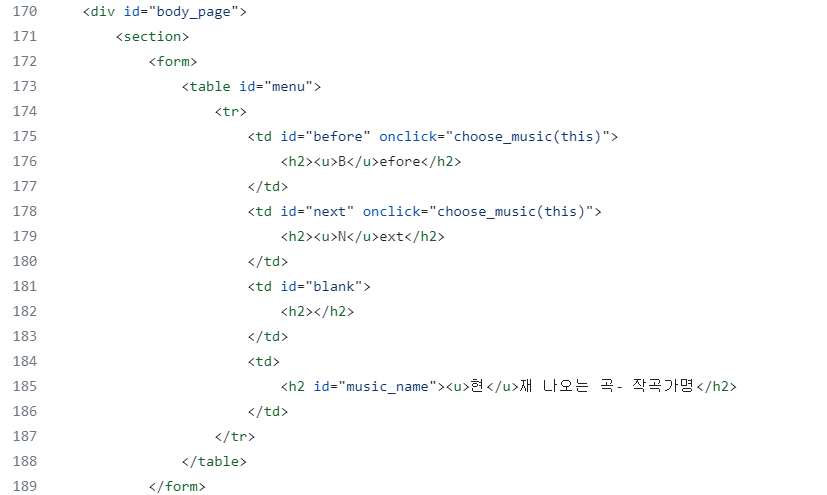 170 <div id="body_page">
171 <section>
172 <form>
173 <table id="menu">
174 <tr>
175 <td id="before" onclick="choose_music(this)">
176 <h2><u>B</u>efore</h2>
177 </td>
178 <td id="next" onclick="choose_music(this)">
179 <h2><u>N</u>ext</h2>
180 </td>
181 <td id="blank">
182 <h2></h2>
183 </td>
184 <td>
185 <h2 id="music_name"><u>현</u>재 나오는 곡- 작곡가명</h2>
186 </td>
187 </tr>
188 </table>
189 </form>